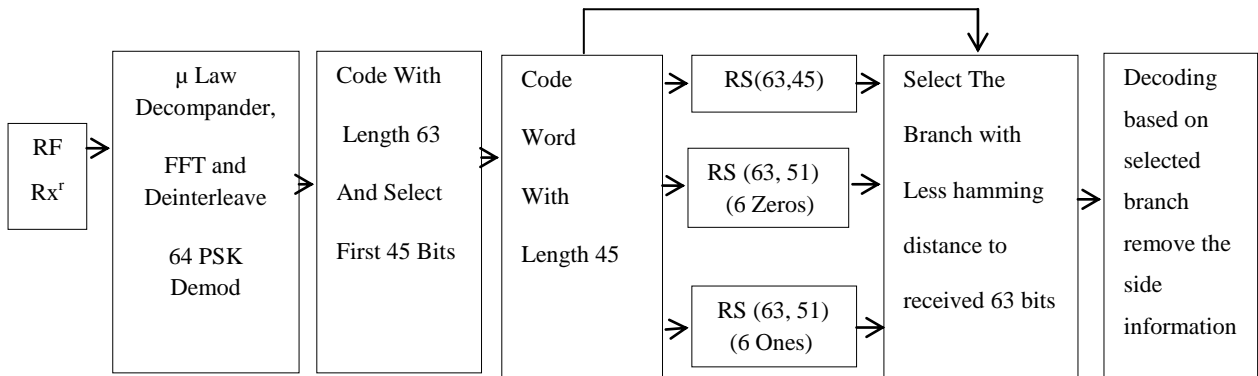 RF
Rxʳ
μ Law
Decompander,
FFT and
Deinterleave
64 PSK
Demod
Code With
Length 63
And Select
First 45 Bits
Code
Word
With
Length 45
RS(63,45)
RS (63, 51)
(6 Zeros)
RS (63, 51)
(6 Ones)
Select The
Branch with
Less hamming
distance to
received 63 bits
Decoding
based on
selected
branch
remove the
side
information